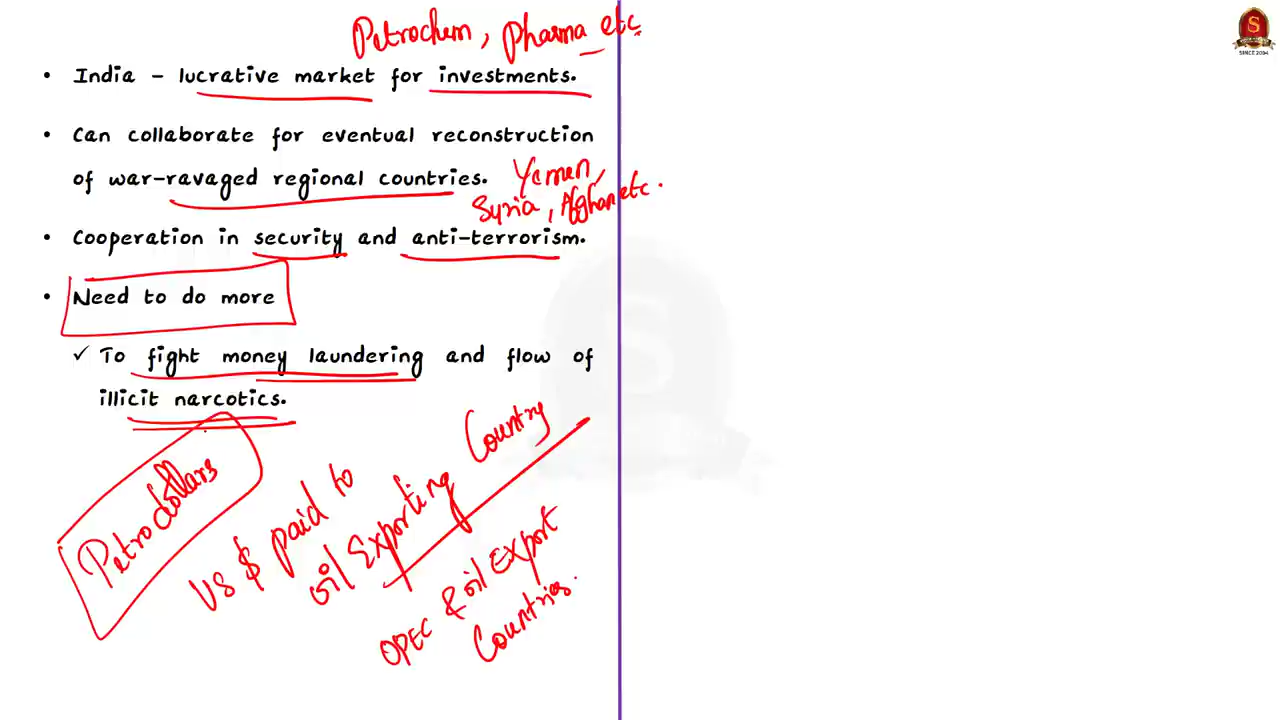 Petrochem, Pharma etc
• India - lucrative market for investments.
• Can collaborate for eventual reconstruction
of war-ravaged regional countries.
Yemen,
Syria, Afghan etc.
• Cooperation in security and anti-terrorism.
• Need to do more
✓ To fight money laundering and flow of
illicit narcotics.
Petrodollars
US $ paid to
oil Exporting Country
OPEC & oil Export
Countries.
S
SINCE 2004